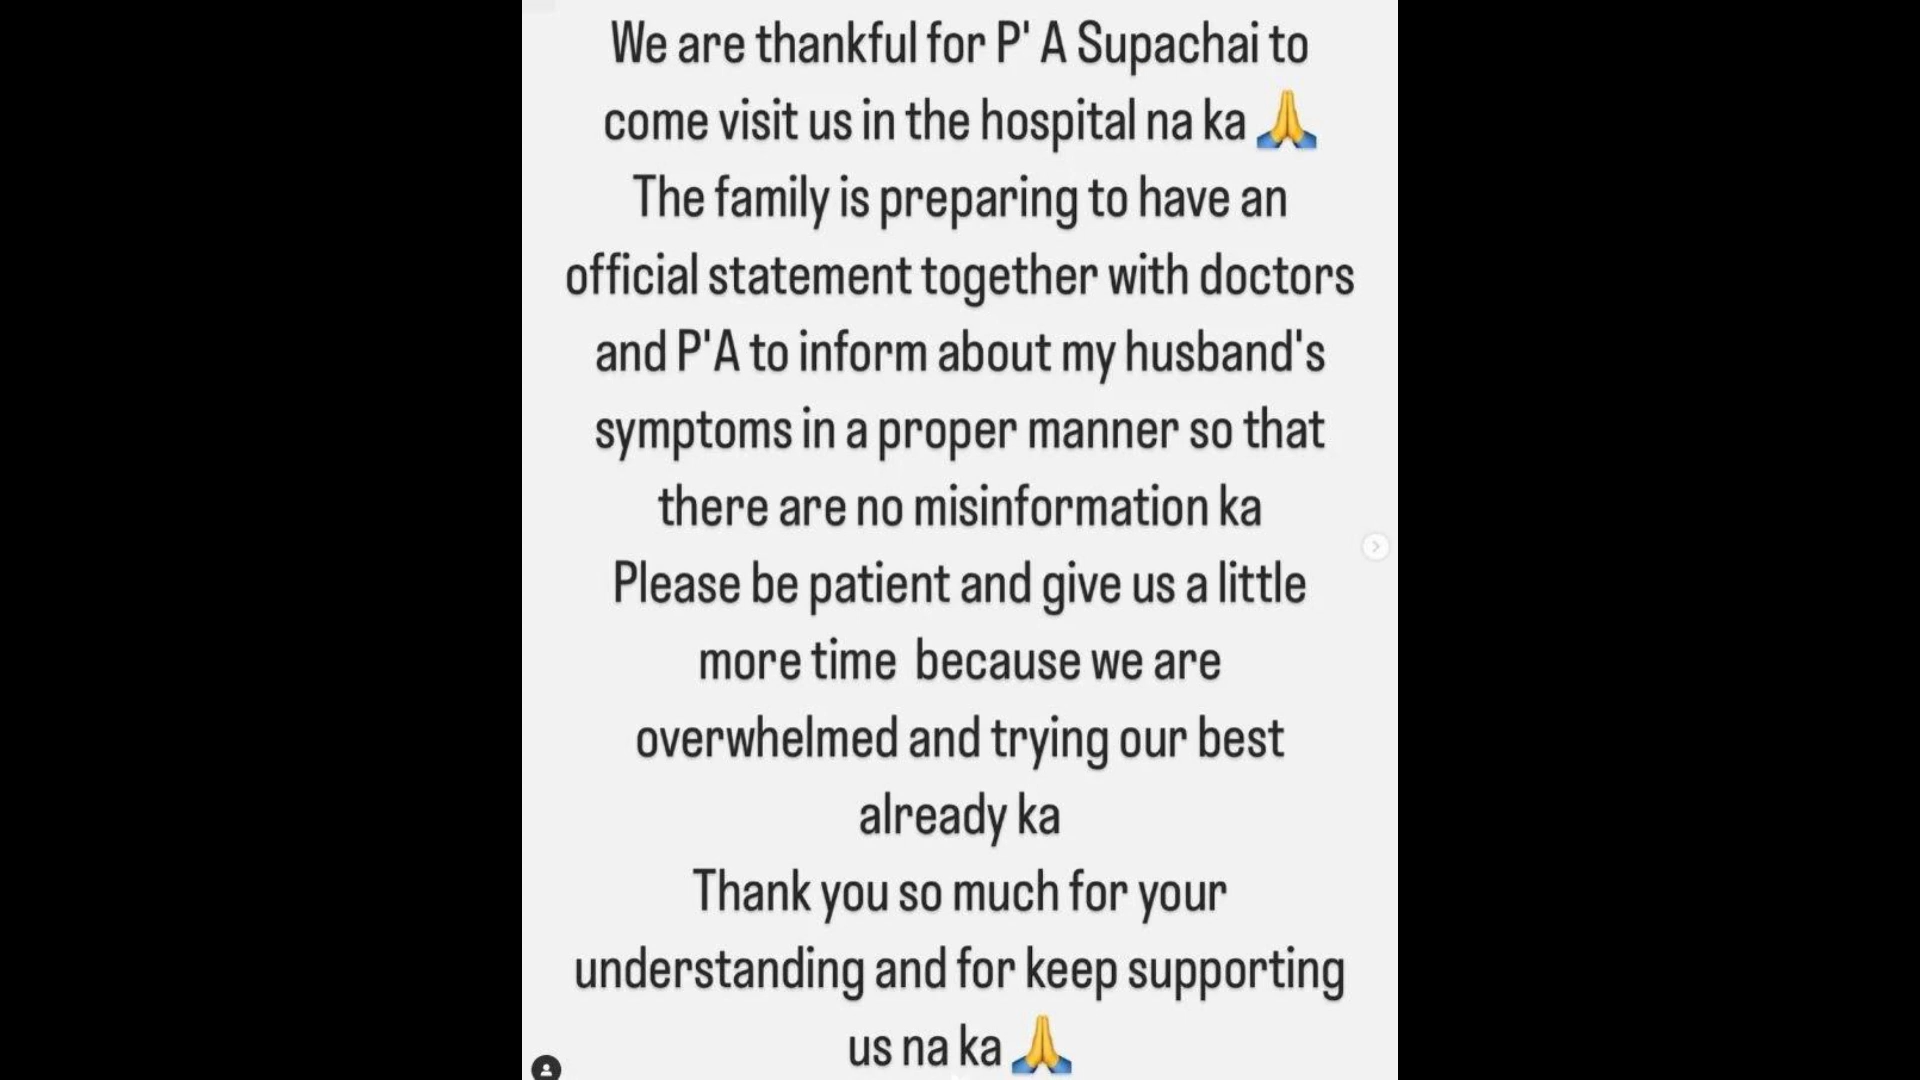 We are thankful for P' A Supachai to
come visit us in the hospital na ka 🙏
The family is preparing to have an
official statement together with doctors
and P'A to inform about my husband's
symptoms in a proper manner so that
there are no misinformation ka
Please be patient and give us a little
more time  because we are
overwhelmed and trying our best
already ka
Thank you so much for your
understanding and for keep supporting
us na ka 🙏